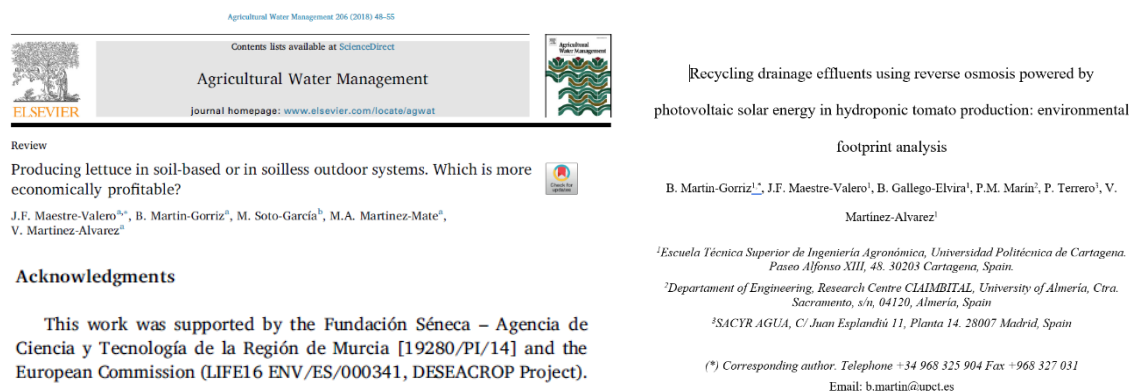 Agricultural Water Management 206 (2018) 48–55
Contents lists available at ScienceDirect
Agricultural Water Management
journal homepage: www.elsevier.com/locate/agwat
ELSEVIER
Agricultural
Water Management
Review
Producing lettuce in soil-based or in soilless outdoor systems. Which is more
economically profitable?
Check for
updates
J.F. Maestre-Valeroa,*, B. Martin-Gorriza, M. Soto-Garcíab, M.A. Martinez-Matea,
V. Martinez-Alvareza
Acknowledgments
This work was supported by the Fundación Séneca – Agencia de
Ciencia y Tecnología de la Región de Murcia [19280/PI/14] and the
European Commission (LIFE16 ENV/ES/000341, DESEACROP Project).
Recycling drainage effluents using reverse osmosis powered by
photovoltaic solar energy in hydroponic tomato production: environmental
footprint analysis
B. Martin-Gorriz1,*, J.F. Maestre-Valero1, B. Gallego-Elvira1, P.M. Marín2, P. Terrero3, V.
Martínez-Alvarez1
1Escuela Técnica Superior de Ingeniería Agronómica, Universidad Politécnica de Cartagena.
Paseo Alfonso XIII, 48. 30203 Cartagena, Spain.
2Departament of Engineering, Research Centre CIAIMBITAL, University of Almería, Ctra.
Sacramento, s/n, 04120, Almería, Spain
3SACYR AGUA, C/ Juan Esplandiú 11, Planta 14. 28007 Madrid, Spain
(*) Corresponding author. Telephone +34 968 325 904 Fax +968 327 031
Email: b.martin@upct.es